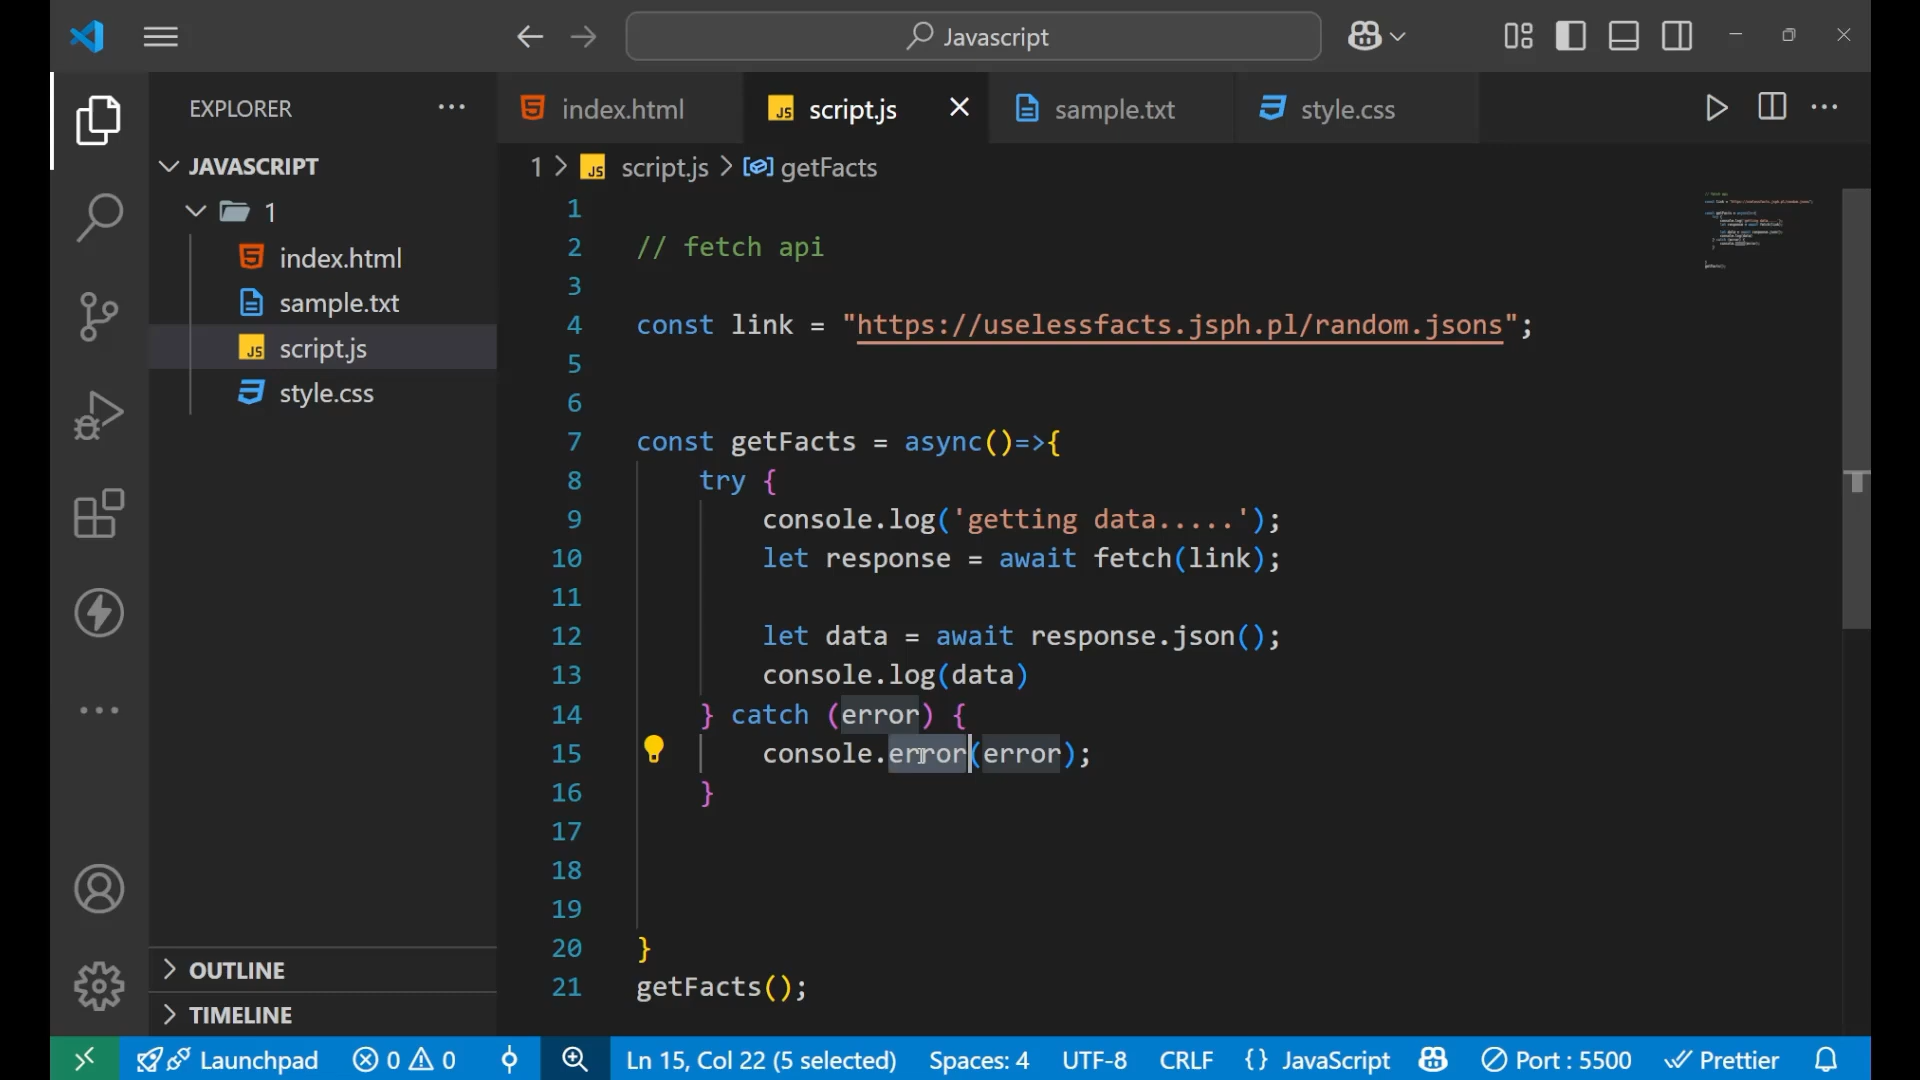 Javascript
EXPLORER
index.html
script.js
sample.txt
style.css
JAVASCRIPT
1
index.html
sample.txt
script.js
style.css
OUTLINE
TIMELINE
1 > JS script.js > getFacts
1
2 // fetch api
3
4 const link = "https://uselessfacts.jsph.pl/random.jsons";
5
6
7 const getFacts = async()=>{
8 try {
9 console.log('getting data.....');
10 let response = await fetch(link);
11
12 let data = await response.json();
13 console.log(data)
14 } catch (error) {
15 console.error(error);
16 }
17
18
19
20 }
21 getFacts();
Launchpad 0 0 Ln 15, Col 22 (5 selected) Spaces: 4 UTF-8 CRLF {} JavaScript Port : 5500 Prettier